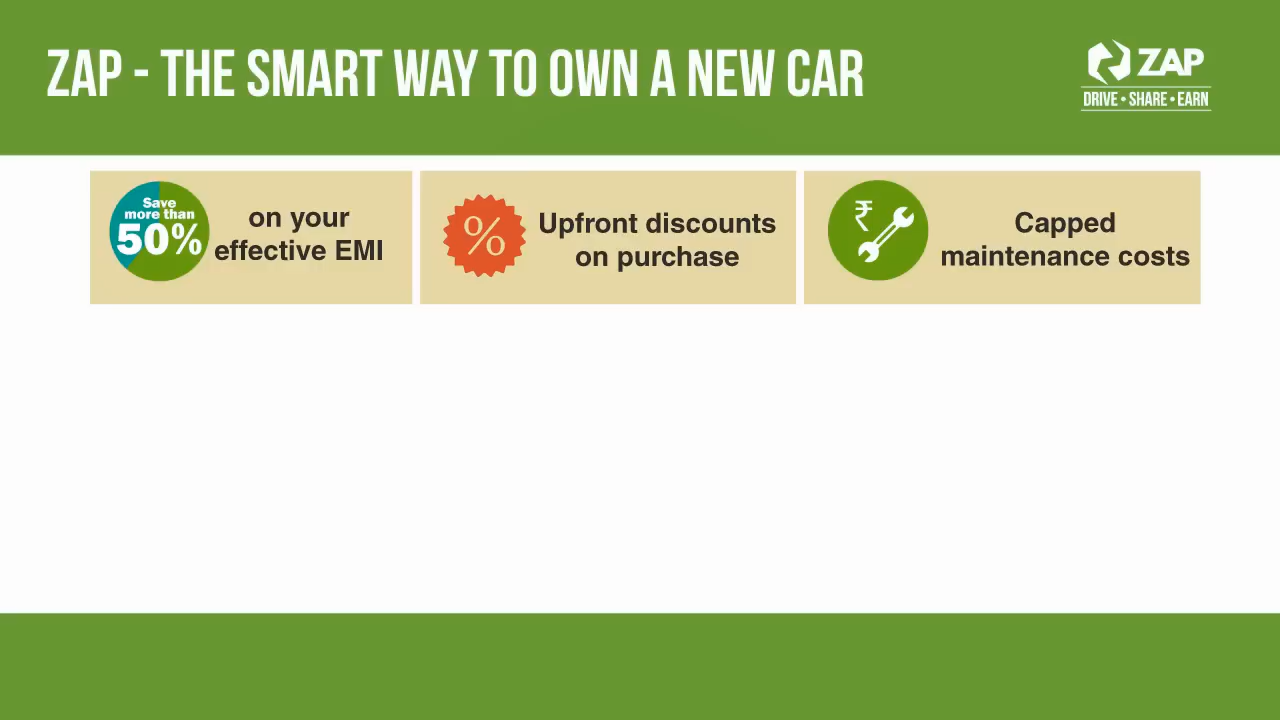 ZAP - THE SMART WAY TO OWN A NEW CAR
ZAP
DRIVE • SHARE • EARN
Save
more than
50%
on your
effective EMI
%
Upfront discounts
on purchase
₹
Capped
maintenance costs